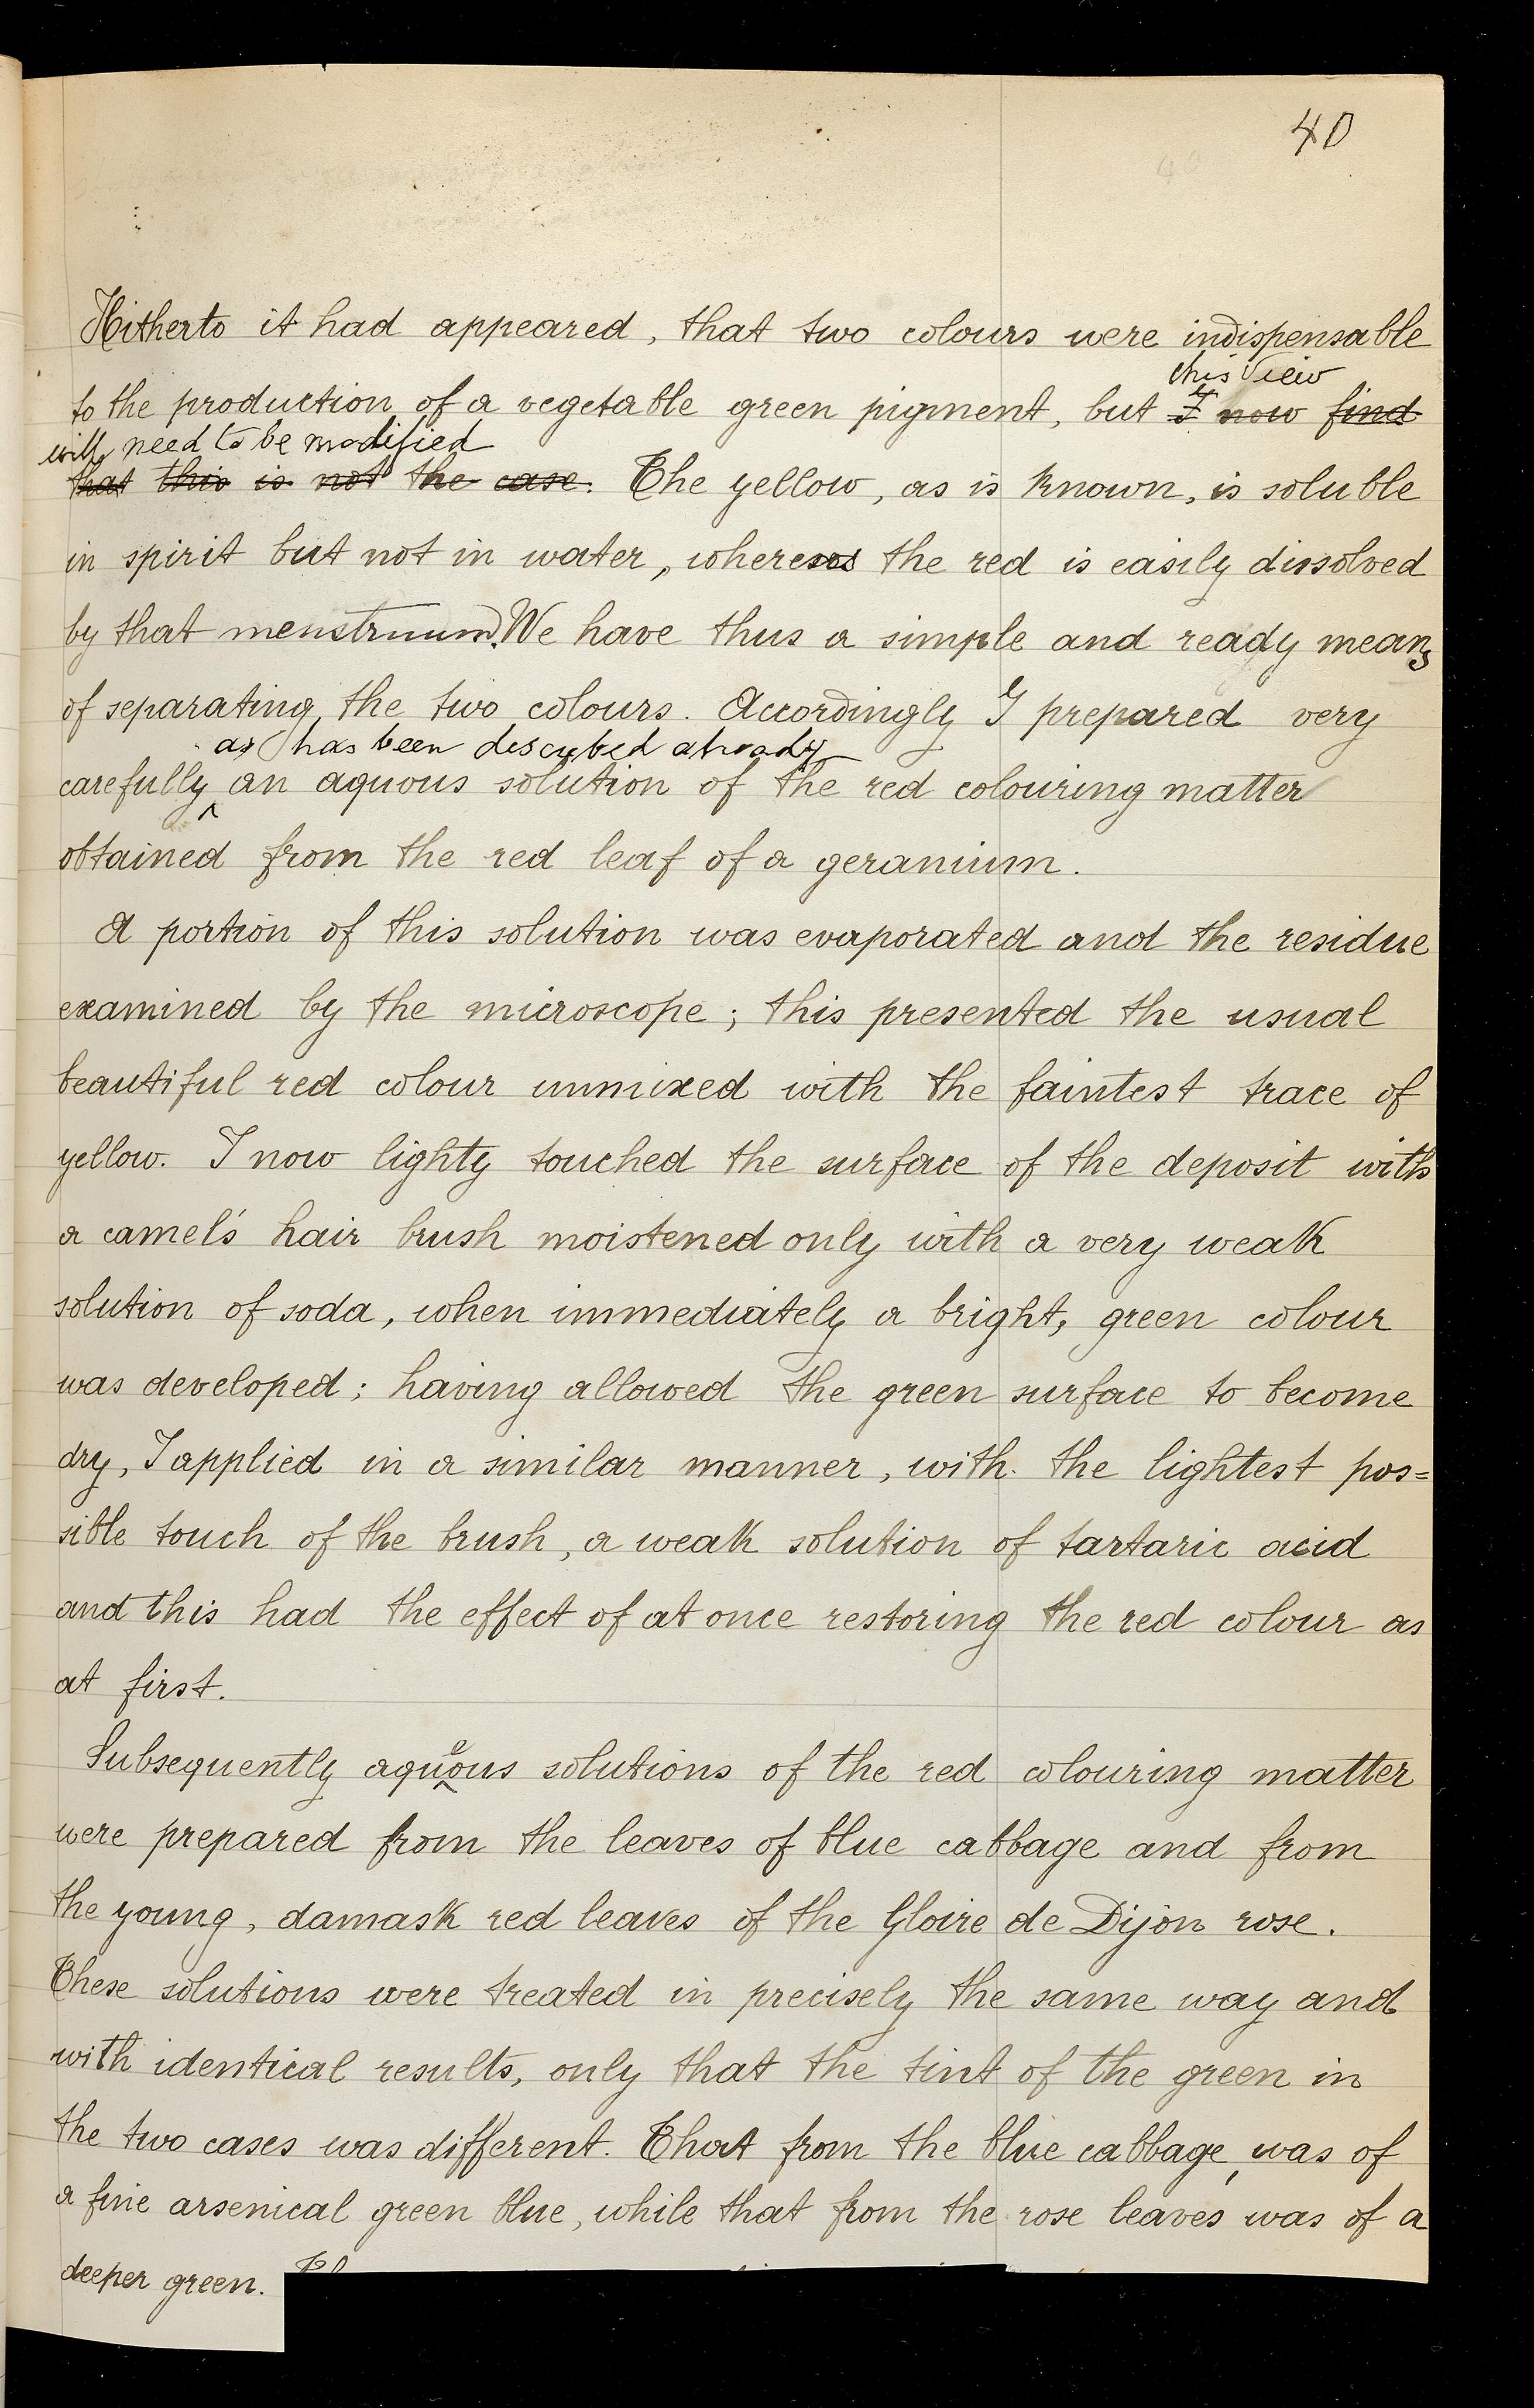 40
Hitherto it had appeared, that two colours were indispensable
this view
to the production of a vegetable green pigment, but I now find
will need to be modified
that this is not the case. The yellow, as is known, is soluble
in spirit but not in water, whereas the red is easily dissolved
by that menstruum. We have thus a simple and ready means
of separating the two colours. Accordingly I prepared very
as has been described already
carefully an aquous solution of the red colouring matter
obtained from the red leaf of a geranium.
A portion of this solution was evaporated and the residue
examined by the microscope; this presented the usual
beautiful red colour unmixed with the faintest trace of
yellow. I now lighty touched the surface of the deposit with
a camel's hair brush moistened only with a very weak
solution of soda, when immediately a bright, green colour
was developed; having allowed the green surface to become
dry, I applied in a similar manner, with the lightest pos=
sible touch of the brush, a weak solution of tartaric acid
and this had the effect of at once restoring the red colour as
at first.
Subsequently aqueous solutions of the red colouring matter
were prepared from the leaves of blue cabbage and from
the young, damask red leaves of the Gloire de Dijon rose.
These solutions were treated in precisely the same way and
with identical results, only that the tint of the green in
the two cases was different. That from the blue cabbage, was of
a fine arsenical green blue, while that from the rose leaves was of a
deeper green.